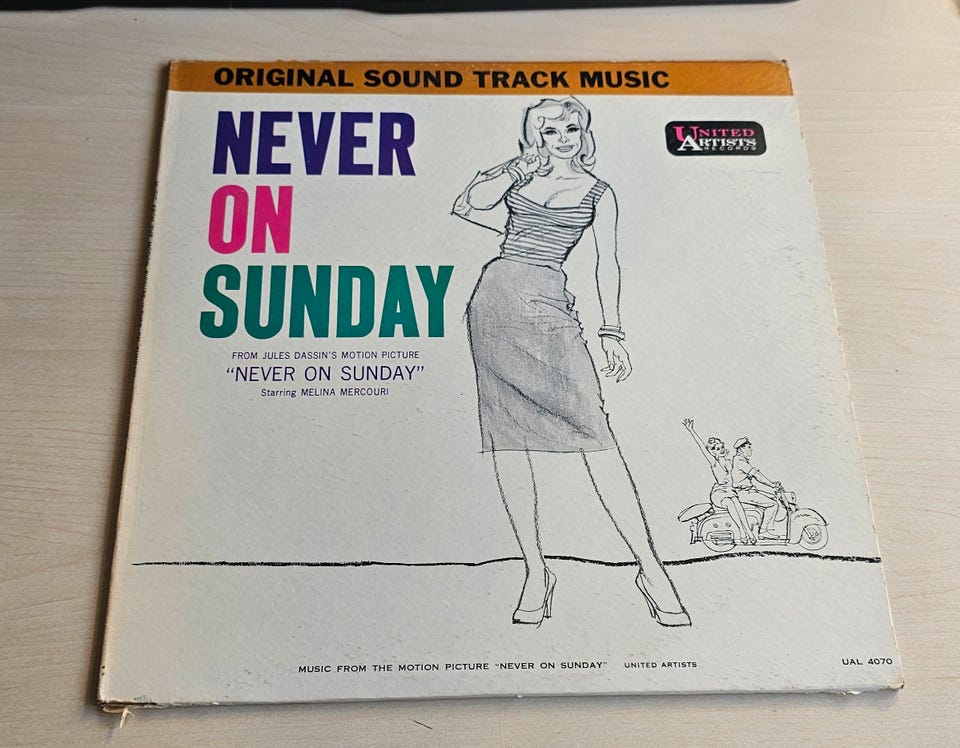 ORIGINAL SOUND TRACK MUSIC
NEVER
ON
SUNDAY
UNITED
ARTISTS
RECORDS
FROM JULES DASSIN'S MOTION PICTURE
"NEVER ON SUNDAY"
Starring MELINA MERCOURI
MUSIC FROM THE MOTION PICTURE "NEVER ON SUNDAY" UNITED ARTISTS
UAL 4070